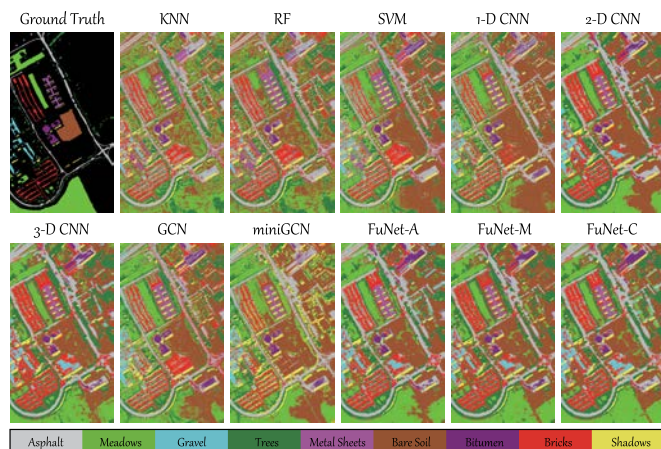 Ground Truth KNN RF SVM 1-D CNN 2-D CNN
3-D CNN GCN miniGCN FuNet-A FuNet-M FuNet-C
Asphalt Meadows Gravel Trees Metal Sheets Bare Soil Bitumen Bricks Shadows